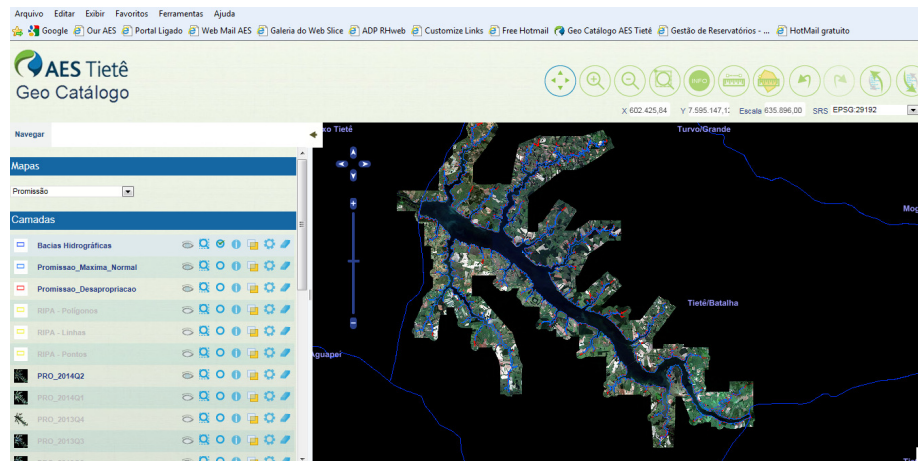 Arquivo Editar Exibir Favoritos Ferramentas Ajuda
Google Our AES Portal Ligado Web Mail AES Galeria do Web Slice ADP RHweb Customize Links Free Hotmail Geo Catálogo AES Tietê Gestão de Reservatórios - ... HotMail gratuito
AES Tietê
Geo Catálogo
INFO
X 602.425,84 Y 7.595.147,1 Escala 635.896,00 SRS EPSG:29192
Navegar
xo Tietê
Turvo/Grande
Mapas
Promissão
Mog
Camadas
Bacias Hidrográficas
Promissao_Maxima_Normal
Promissao_Desapropriacao
Tietê/Batalha
RIPA - Polígonos
RIPA - Linhas
RIPA - Pontos
Aguapeí
PRO_2014Q2
PRO_2014Q1
PRO_2013Q4
PRO_2013Q3